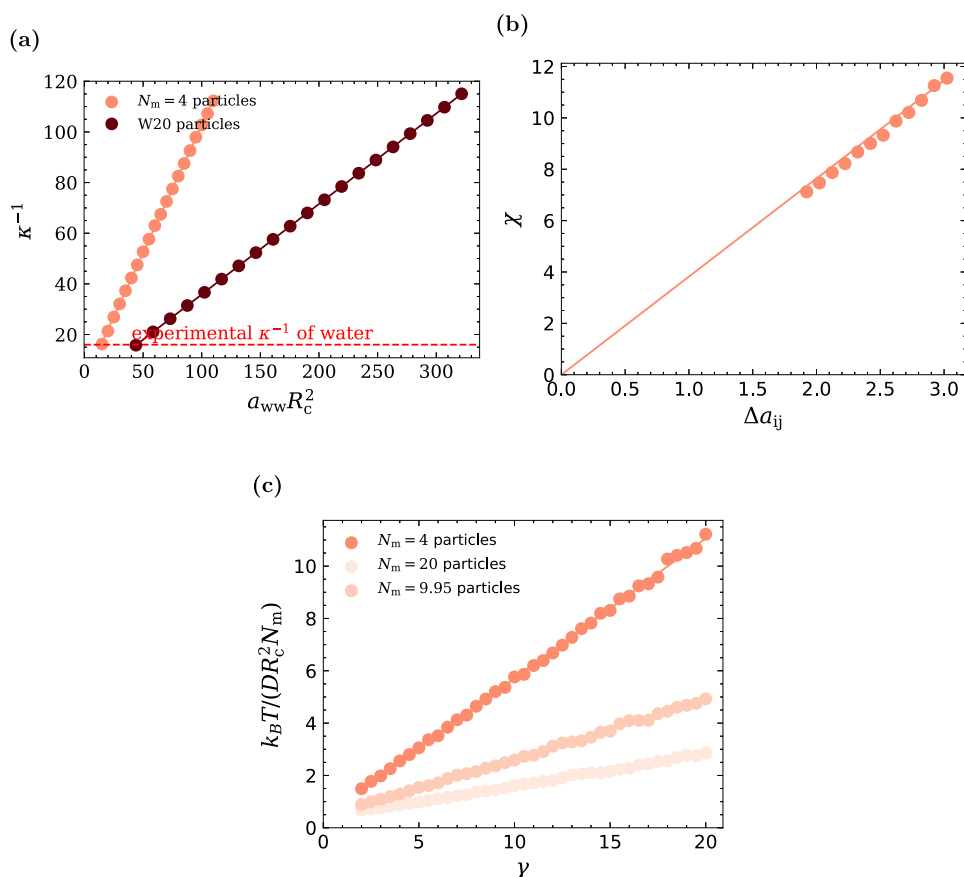 (a)
120
100
80
60
40
20
κ⁻¹
N_m = 4 particles
W20 particles
experimental κ⁻¹ of water
0 50 100 150 200 250 300
a_ww R_c²
(b)
12
10
8
6
4
2
0
χ
0.0 0.5 1.0 1.5 2.0 2.5 3.0
Δa_ij
(c)
10
8
6
4
2
0
k_BT/(DR_c²N_m)
N_m = 4 particles
N_m = 20 particles
N_m = 9.95 particles
0 5 10 15 20
γ